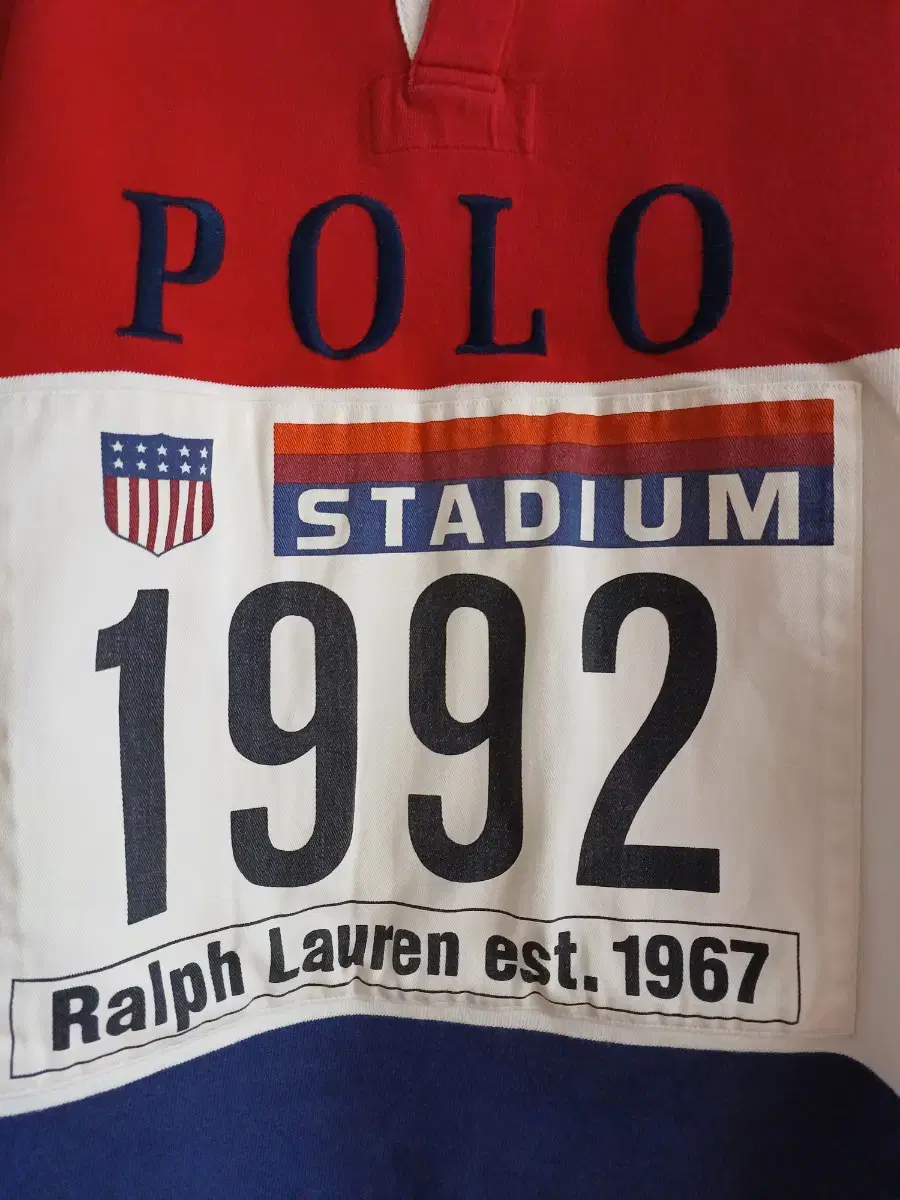 POLO
STADIUM
1992
Ralph Lauren est. 1967